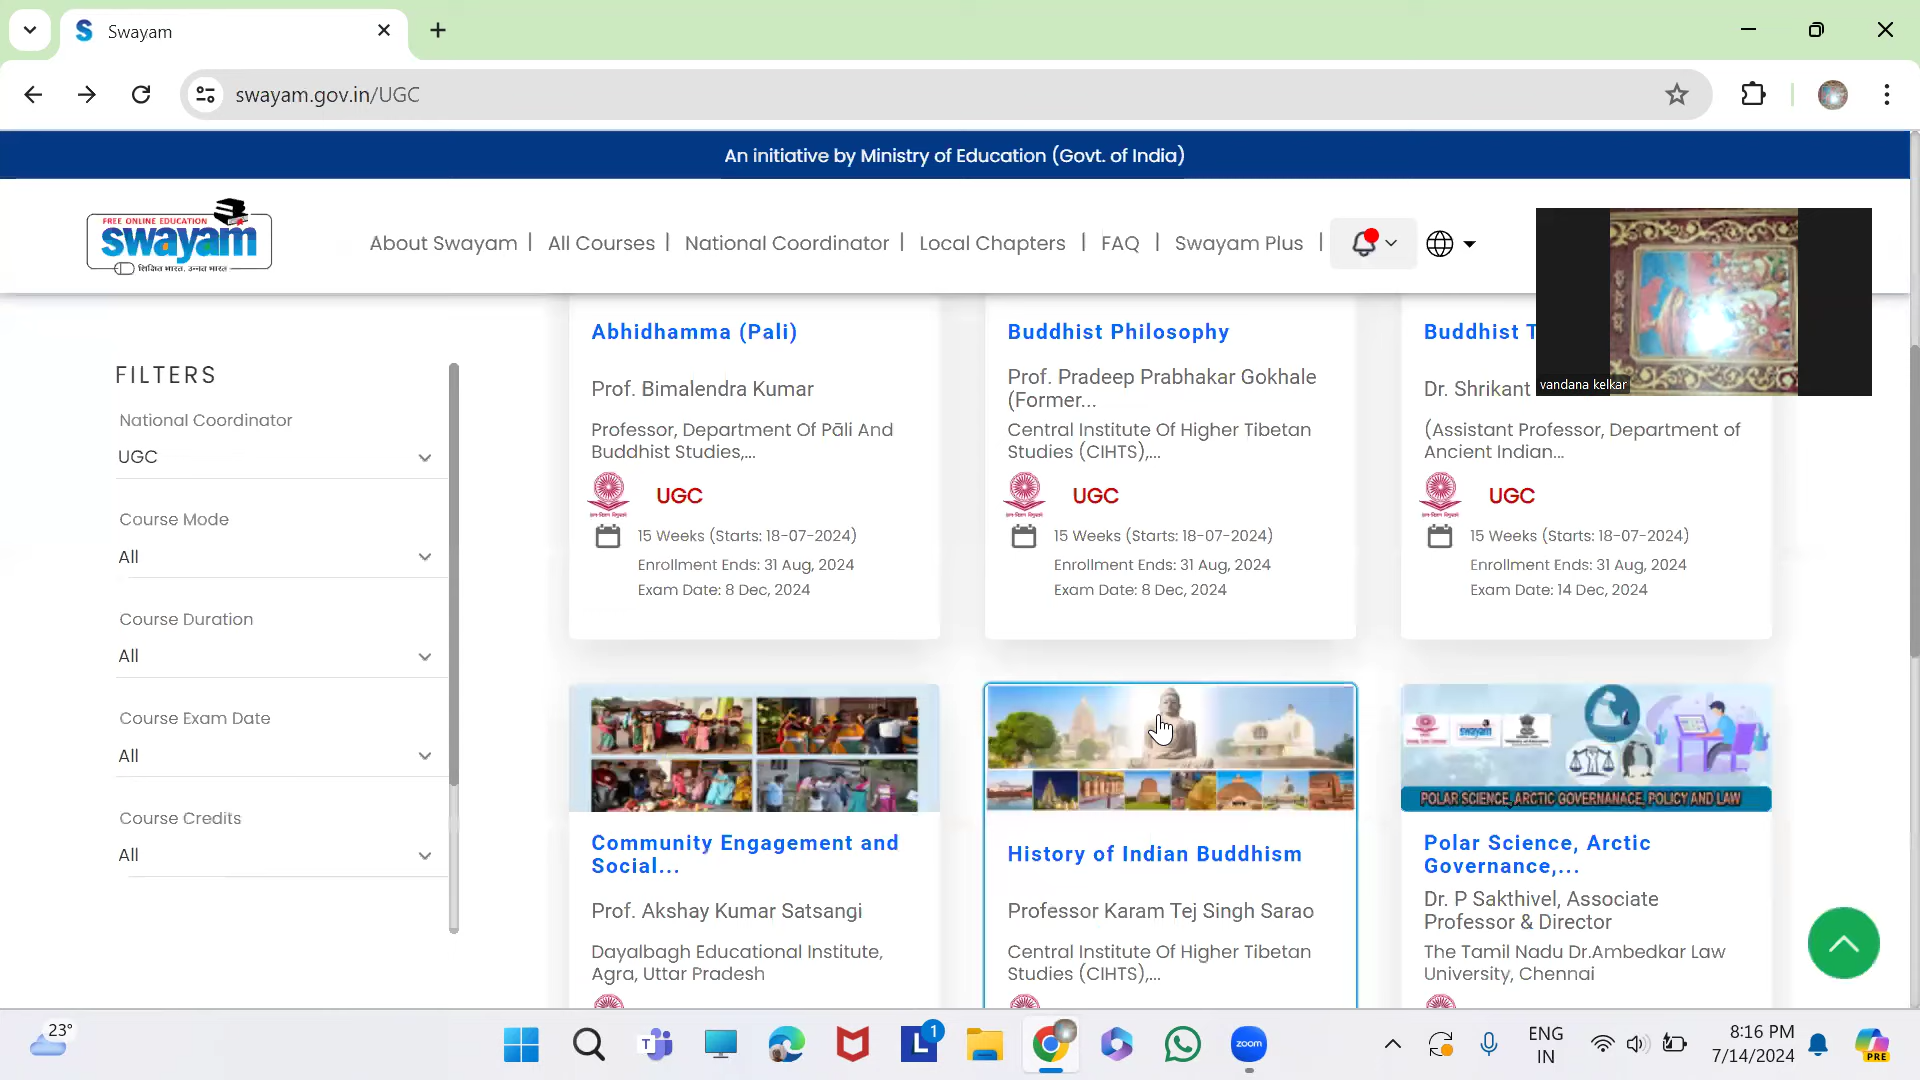 Swayam
swayam.gov.in/UGC
An initiative by Ministry of Education (Govt. of India)
FREE ONLINE EDUCATION
swayam
शिक्षित भारत, उन्नत भारत
About Swayam | All Courses | National Coordinator | Local Chapters | FAQ | Swayam Plus |
vandana kelkar
FILTERS
National Coordinator
UGC
Course Mode
All
Course Duration
All
Course Exam Date
All
Course Credits
All
Abhidhamma (Pali)
Prof. Bimalendra Kumar
Professor, Department Of Pāli And
Buddhist Studies,...
UGC
15 Weeks (Starts: 18-07-2024)
Enrollment Ends: 31 Aug, 2024
Exam Date: 8 Dec, 2024
Buddhist Philosophy
Prof. Pradeep Prabhakar Gokhale
(Former...
Central Institute Of Higher Tibetan
Studies (CIHTS),...
UGC
15 Weeks (Starts: 18-07-2024)
Enrollment Ends: 31 Aug, 2024
Exam Date: 8 Dec, 2024
Buddhist
Dr. Shrikant
(Assistant Professor, Department of
Ancient Indian...
UGC
15 Weeks (Starts: 18-07-2024)
Enrollment Ends: 31 Aug, 2024
Exam Date: 14 Dec, 2024
Community Engagement and
Social...
Prof. Akshay Kumar Satsangi
Dayalbagh Educational Institute,
Agra, Uttar Pradesh
History of Indian Buddhism
Professor Karam Tej Singh Sarao
Central Institute Of Higher Tibetan
Studies (CIHTS),...
swayam
POLAR SCIENCE, ARCTIC GOVERNANACE, POLICY AND LAW
Polar Science, Arctic
Governance,...
Dr. P Sakthivel, Associate
Professor & Director
The Tamil Nadu Dr.Ambedkar Law
University, Chennai
23°
T
L
1
zoom
ENG
IN
8:16 PM
7/14/2024
PRE